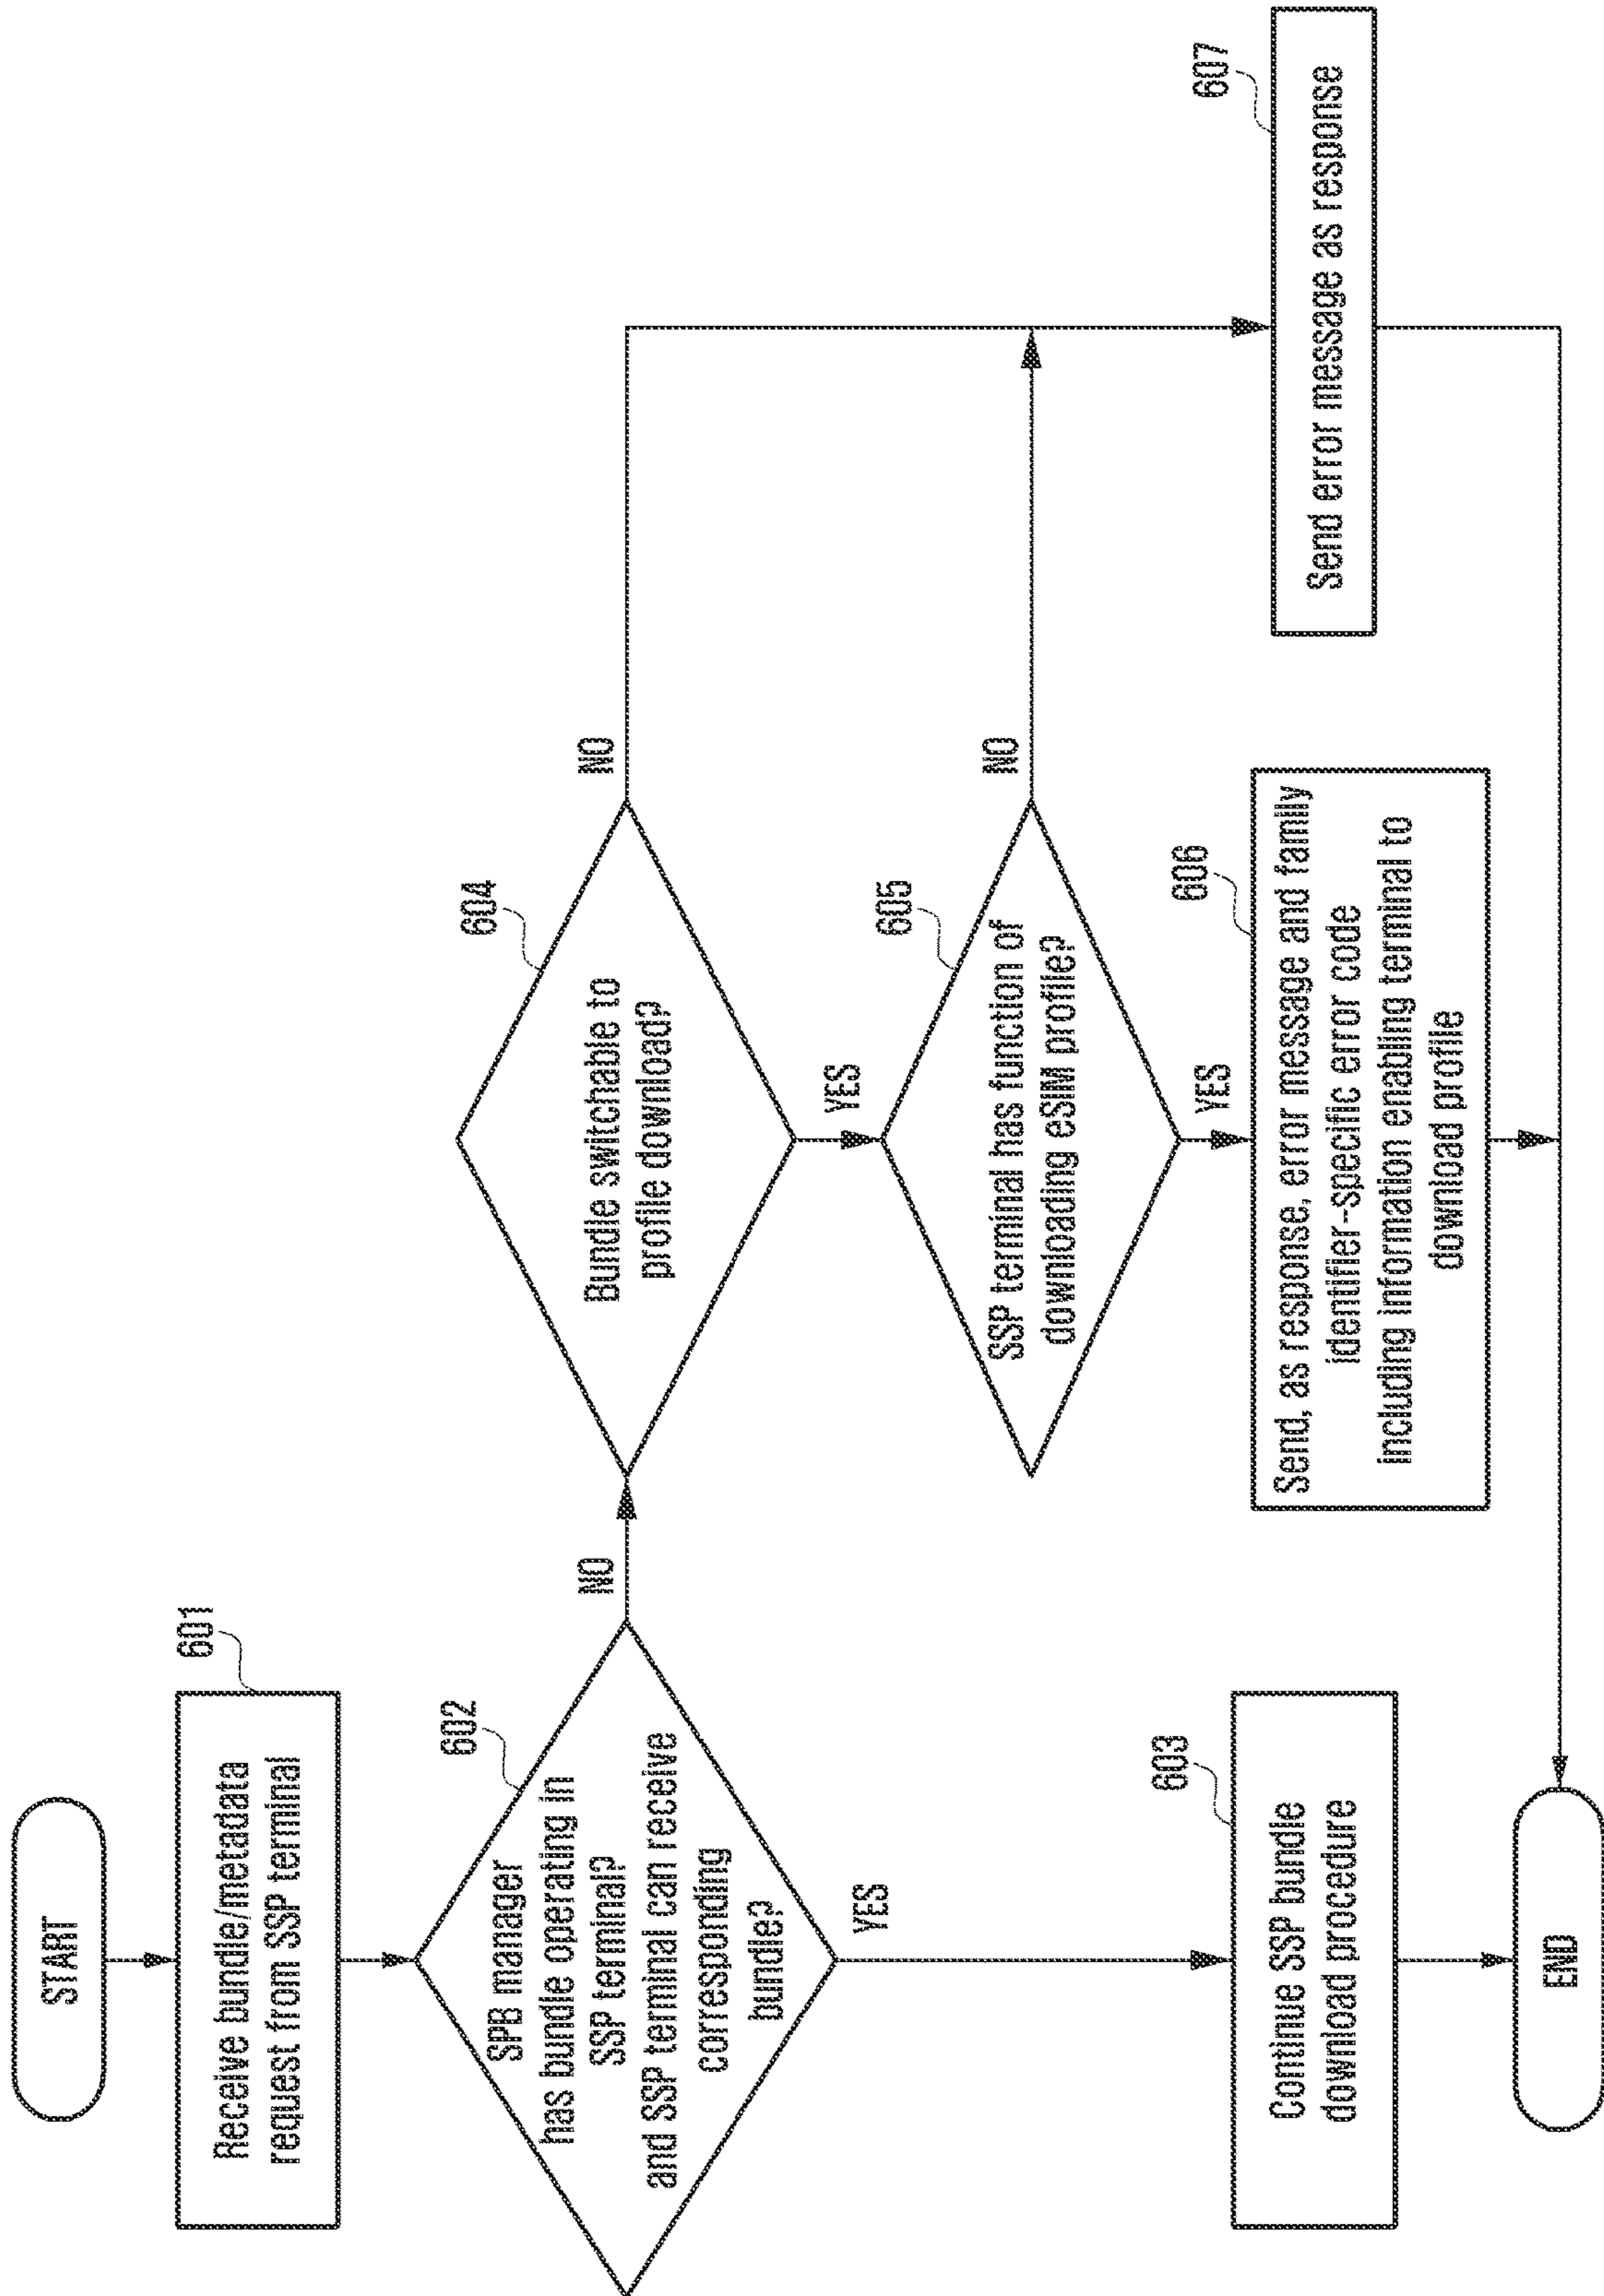 START
601
Receive bundle/metadata
request from SSP terminal
602
SPB manager
has bundle operating in
SSP terminal?
and SSP terminal can receive
corresponding
bundle?
NO
YES
603
Continue SSP bundle
download procedure
604
Bundle switchable to
profile download?
NO
YES
605
SSP terminal has function of
downloading eSIM profile?
NO
YES
606
Send, as response, error message and family
identifier-specific error code
including information enabling terminal to
download profile
607
Send error message as response
END